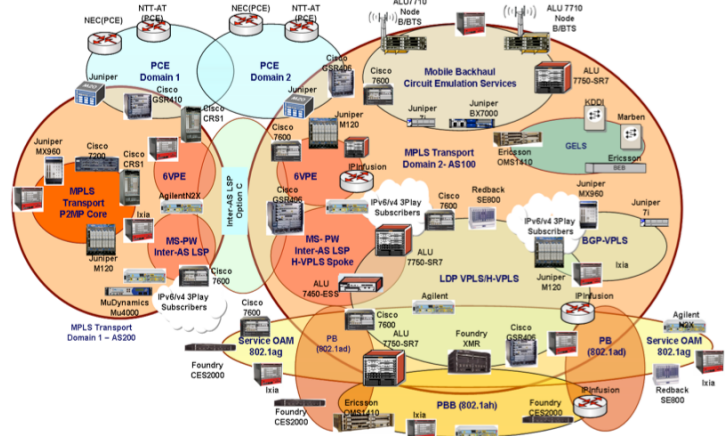 NEC(PCE)
NTT-AT
(PCE)
NEC(PCE)
NTT-AT
(PCE)
ALU7710
Node
B/BTS
ALU 7710
Node
B/BTS
PCE
Domain 1
PCE
Domain 2
Juniper
Cisco
GSR410
Cisco
CRS1
Juniper
Cisco
GSR406
Cisco
7600
Mobile Backhaul
Circuit Emulation Services
ALU
7750-SR7
Juniper
Juniper
BX7000
KDDI
Marben
Ericsson
OMS1410
GELS
Ericsson
SEB
Juniper
MX960
Cisco
7200
Cisco
CRS1
6VPE
AgilentN2X
MPLS
Transport
P2MP Core
Ixia
Juniper
M120
MS-PW
Inter-AS LSP
Cisco
7600
MuDynamics
Mu4000
IPv6/v4 3Play
Subscribers
MPLS Transport
Domain 1 – AS200
Inter-AS LSP
Option C
Cisco
7600
Juniper
M120
6VPE
IPInfusion
MPLS Transport
Domain 2- AS100
Cisco
GSR406
IPv6/v4 3Play
Subscribers
Cisco
7600
Redback
SE800
IPv6/v4 3Play
Subscribers
Juniper
MX960
Juniper
7i
BGP-VPLS
Ixia
Juniper
M120
MS- PW
Inter-AS LSP
H-VPLS Spoke
ALU
7750-SR7
LDP VPLS/H-VPLS
ALU
7450-ESS
Agilent
IPinfusion
Cisco
7600
Service OAM
802.1ag
Foundry
CES2000
Ixia
PB
(802.1ad)
Cisco
7600
ALU
7750-SR7
Foundry
XMR
Cisco
GSR406
PB
(802.1ad)
Agilent
N2X
Service OAM
802.1ag
Redback
SE800
Ixia
Foundry
CES2000
Ericsson
OMS1410
PBB (802.1ah)
Ixia
Foundry
CES2000
IPinfusion